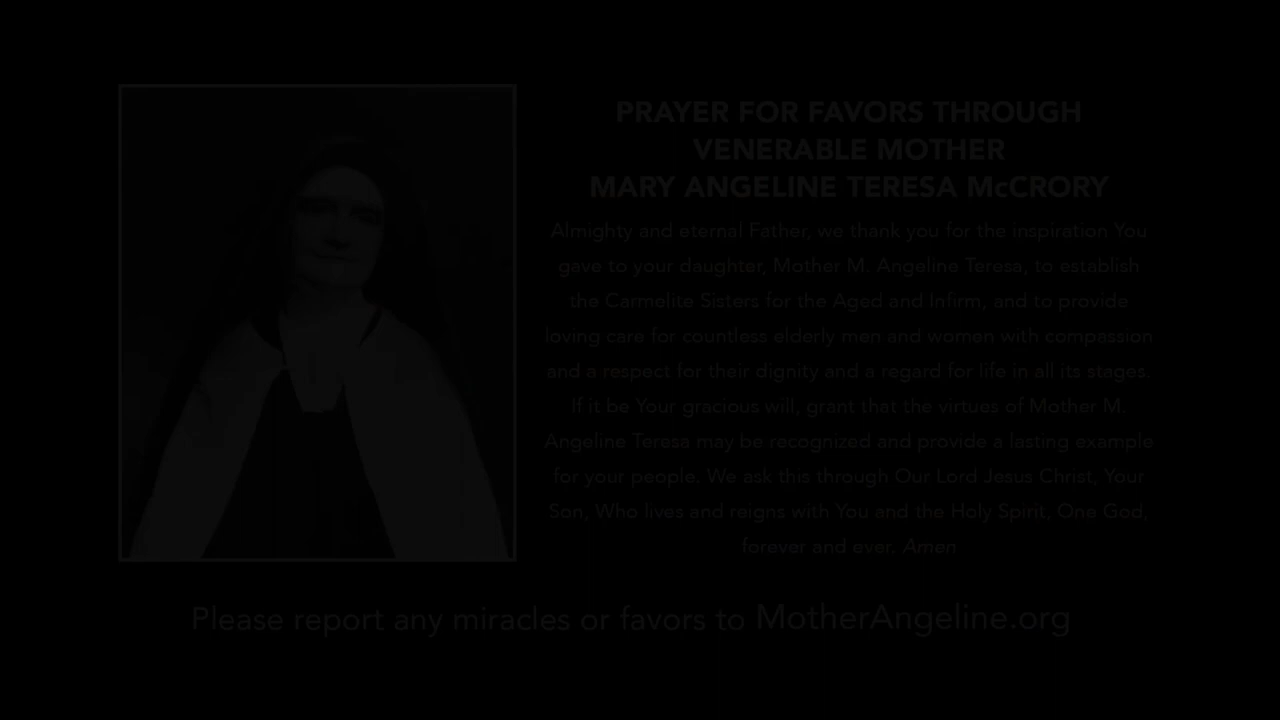 PRAYER FOR FAVORS THROUGH
VENERABLE MOTHER
MARY ANGELINE TERESA McCRORY
Almighty and eternal Father, we thank you for the inspiration You
gave to your daughter, Mother M. Angeline Teresa, to establish
the Carmelite Sisters for the Aged and Infirm, and to provide
loving care for countless elderly men and women with compassion
and a respect for their dignity and a regard for life in all its stages.
If it be Your gracious will, grant that the virtues of Mother M.
Angeline Teresa may be recognized and provide a lasting example
for your people. We ask this through Our Lord Jesus Christ, Your
Son, Who lives and reigns with You and the Holy Spirit, One God,
forever and ever. Amen
Please report any miracles or favors to MotherAngeline.org